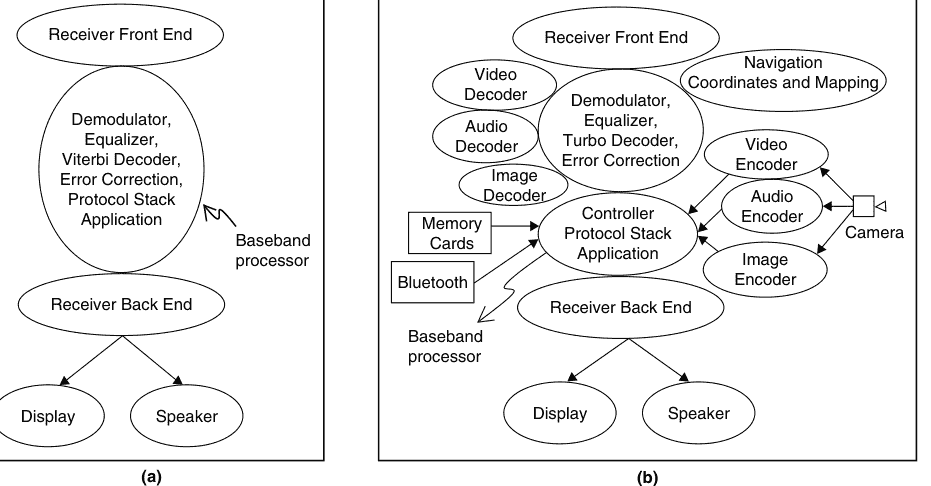 Receiver Front End
Demodulator,
Equalizer,
Viterbi Decoder,
Error Correction,
Protocol Stack
Application
Baseband
processor
Receiver Back End
Display
Speaker
(a)
Receiver Front End
Navigation
Coordinates and Mapping
Video
Decoder
Demodulator,
Equalizer,
Turbo Decoder,
Error Correction
Audio
Decoder
Image
Decoder
Video
Encoder
Audio
Encoder
Image
Encoder
Camera
Controller
Protocol Stack
Application
Memory
Cards
Bluetooth
Baseband
processor
Receiver Back End
Display
Speaker
(b)